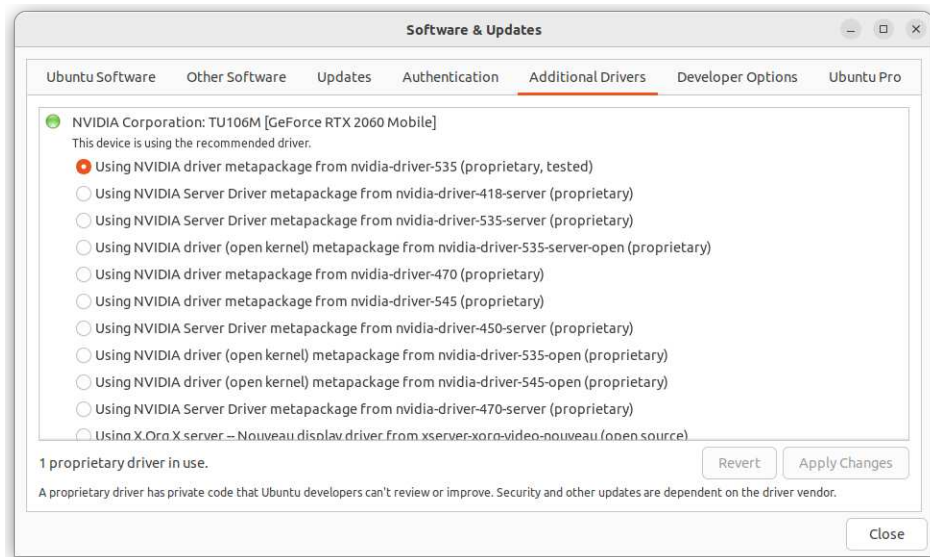 Software & Updates
Ubuntu Software Other Software Updates Authentication Additional Drivers Developer Options Ubuntu Pro
NVIDIA Corporation: TU106M [GeForce RTX 2060 Mobile]
This device is using the recommended driver.
Using NVIDIA driver metapackage from nvidia-driver-535 (proprietary, tested)
Using NVIDIA Server Driver metapackage from nvidia-driver-418-server (proprietary)
Using NVIDIA Server Driver metapackage from nvidia-driver-535-server (proprietary)
Using NVIDIA driver (open kernel) metapackage from nvidia-driver-535-server-open (proprietary)
Using NVIDIA driver metapackage from nvidia-driver-470 (proprietary)
Using NVIDIA driver metapackage from nvidia-driver-545 (proprietary)
Using NVIDIA Server Driver metapackage from nvidia-driver-450-server (proprietary)
Using NVIDIA driver (open kernel) metapackage from nvidia-driver-535-open (proprietary)
Using NVIDIA driver (open kernel) metapackage from nvidia-driver-545-open (proprietary)
Using NVIDIA Server Driver metapackage from nvidia-driver-470-server (proprietary)
Using X.Org X server -- Nouveau display driver from xserver-xorg-video-nouveau (open source)
1 proprietary driver in use.
Revert Apply Changes
A proprietary driver has private code that Ubuntu developers can't review or improve. Security and other updates are dependent on the driver vendor.
Close